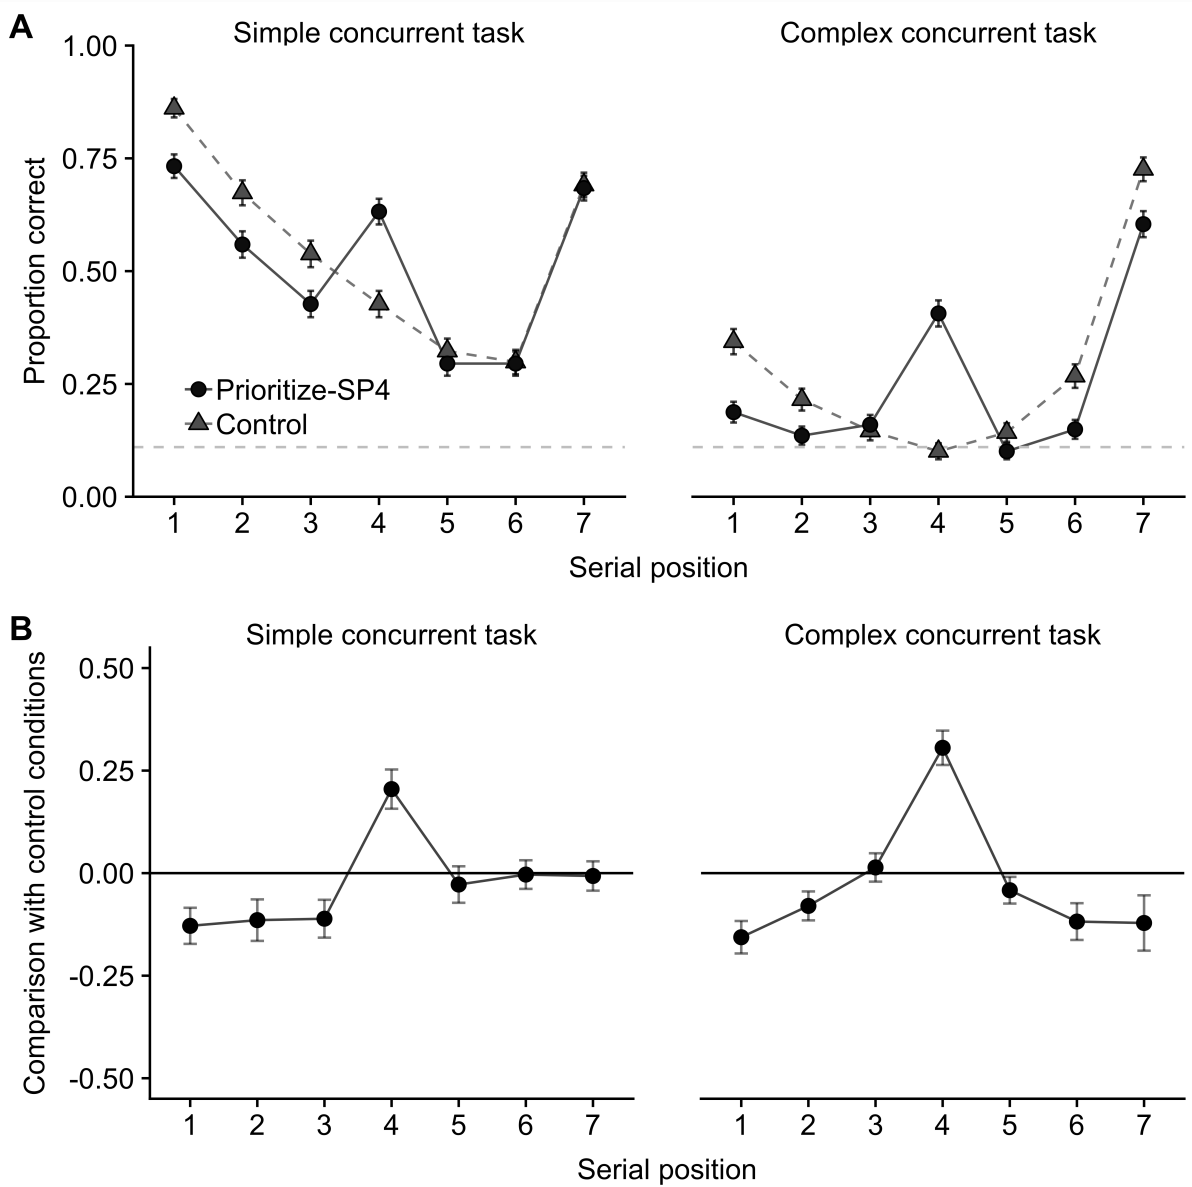 A
Simple concurrent task
Complex concurrent task
Proportion correct
1.00
0.75
0.50
0.25
0.00
Prioritize-SP4
Control
1 2 3 4 5 6 7
1 2 3 4 5 6 7
Serial position
B
Simple concurrent task
Complex concurrent task
Comparison with control conditions
0.50
0.25
0.00
-0.25
-0.50
1 2 3 4 5 6 7
1 2 3 4 5 6 7
Serial position